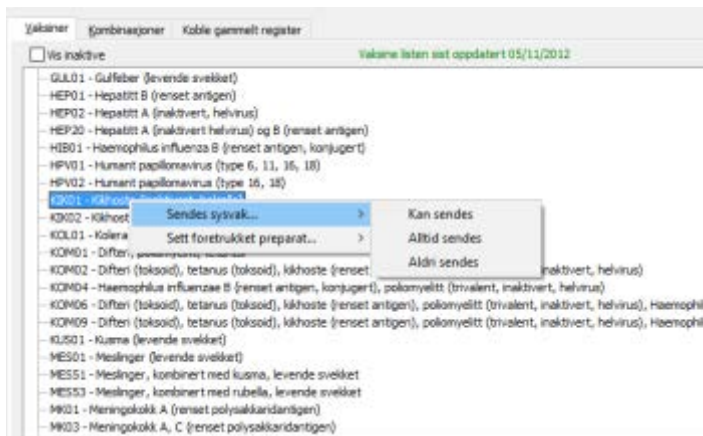 Vaksiner Kombinasjoner Koble gammelt register
Vis inaktive Vaksine listen sist oppdatert 05/11/2012
GUL01 - Gulfeber (levende svekket)
HEP01 - Hepatitt B (renset antigen)
HEP02 - Hepatitt A (inaktivert, helvirus)
HEP20 - Hepatitt A (inaktivert helvirus) og B (renset antigen)
HIB01 - Haemophilus influenza B (renset antigen, konjugert)
HPV01 - Humant papillomavirus (type 6, 11, 16, 18)
HPV02 - Humant papillomavirus (type 16, 18)
KIK01 - Kikhoste
KIK02 - Kikhost Sendes sysvak... > Kan sendes
KOL01 - Kolera Sett foretrukket preparat... > Alltid sendes
KOM01 - Difteri, Aldri sendes
KOM02 - Difteri (toksoid), tetanus (toksoid), kikhoste (renset inaktivert, helvirus)
KOM04 - Haemophilus influenzae B (renset antigen, konjugert), poliomyelitt (trivalent, inaktivert, helvirus)
KOM06 - Difteri (toksoid), tetanus (toksoid), kikhoste (renset antigen), poliomyelitt (trivalent, inaktivert, helvirus), Haemophil
KOM09 - Difteri (toksoid), tetanus (toksoid), kikhoste (renset antigen), poliomyelitt (trivalent, inaktivert, helvirus), Haemophil
KUS01 - Kusma (levende svekket)
MES01 - Meslinger (levende svekket)
MES51 - Meslinger, kombinert med kusma, levende svekket
MES53 - Meslinger, kombinert med rubella, levende svekket
MK01 - Meningokokk A (renset polysakkaridantigen)
MK03 - Meningokokk A, C (renset polysakkaridantigen)